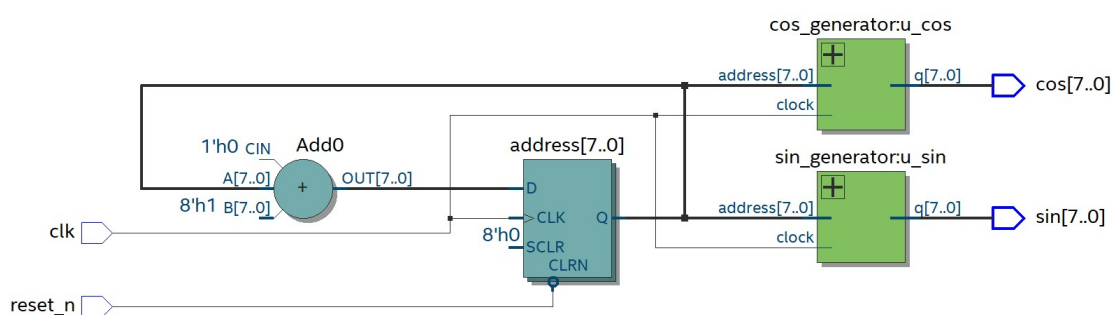 cos_generator:u_cos
address[7..0]
q[7..0]
cos[7..0]
clock
1'h0 CIN
Add0
address[7..0]
sin_generator:u_sin
A[7..0]
+
OUT[7..0]
D
8'h1 B[7..0]
CLK
Q
address[7..0]
q[7..0]
sin[7..0]
clk
8'h0
SCLR
clock
CLRN
reset_n